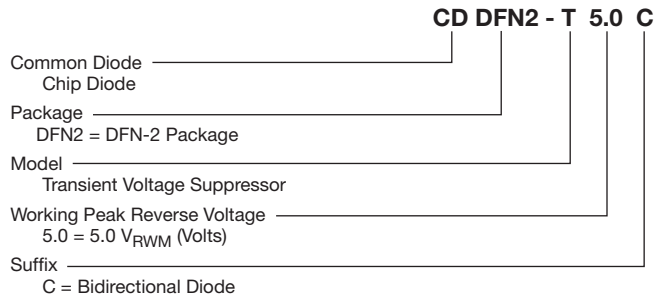 CD DFN2 - T 5.0 C
Common Diode
Chip Diode
Package
DFN2 = DFN-2 Package
Model
Transient Voltage Suppressor
Working Peak Reverse Voltage
5.0 = 5.0 VRWM (Volts)
Suffix
C = Bidirectional Diode